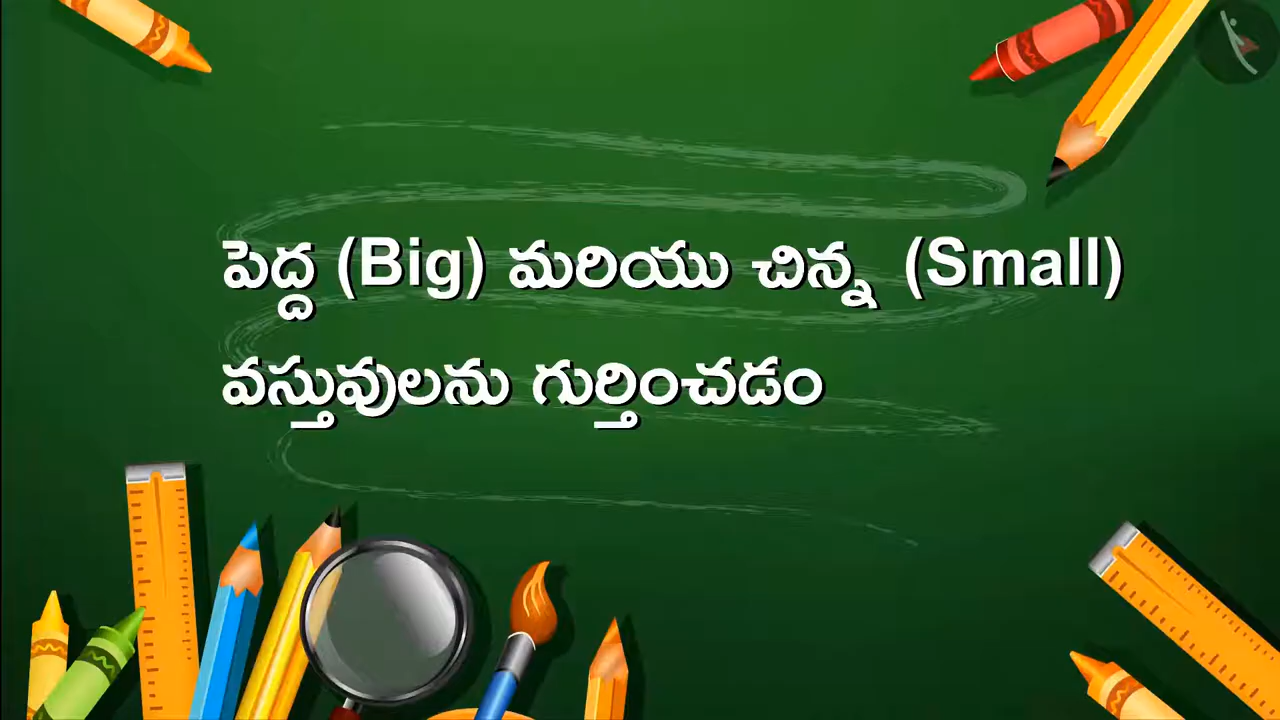 పెద్ద (Big) మరియు చిన్న (Small)
వస్తువులను గుర్తించడం